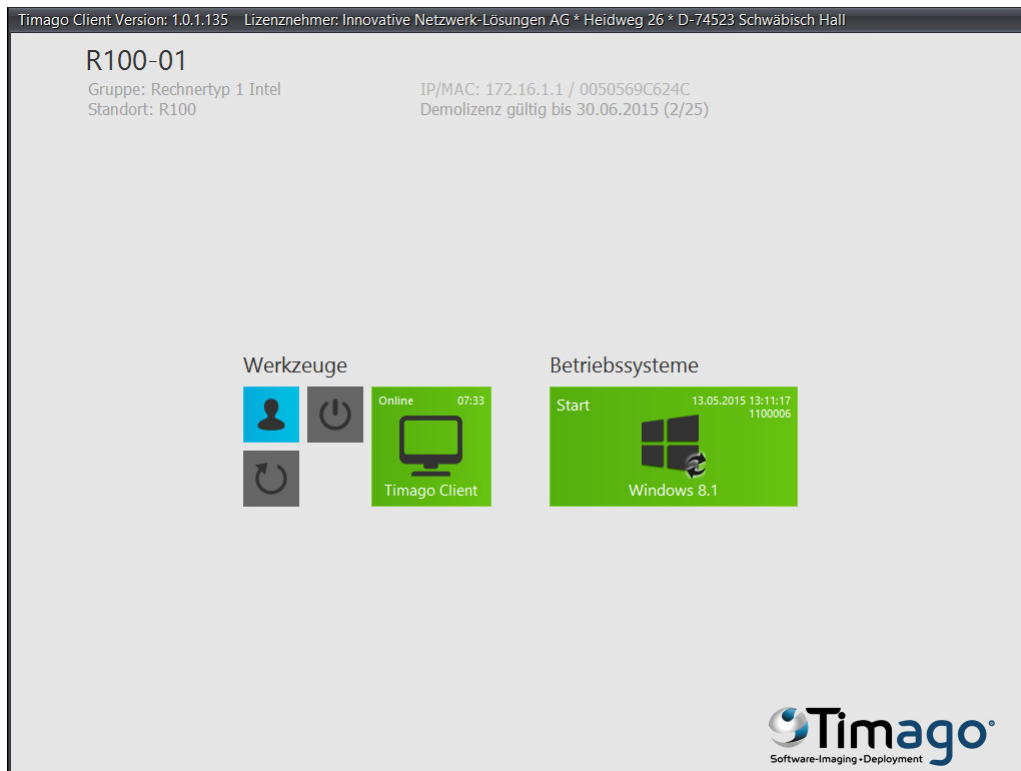 Timago Client Version: 1.0.1.135 Lizenznehmer: Innovative Netzwerk-Lösungen AG * Heidweg 26 * D-74523 Schwäbisch Hall
R100-01
Gruppe: Rechnertyp 1 Intel
Standort: R100
IP/MAC: 172.16.1.1 / 0050569C624C
Demolizenz gültig bis 30.06.2015 (2/25)
Werkzeuge
Online 07:33
Timago Client
Betriebssysteme
Start 13.05.2015 13:11:17
1100006
Windows 8.1
Timago
Software-Imaging•Deployment